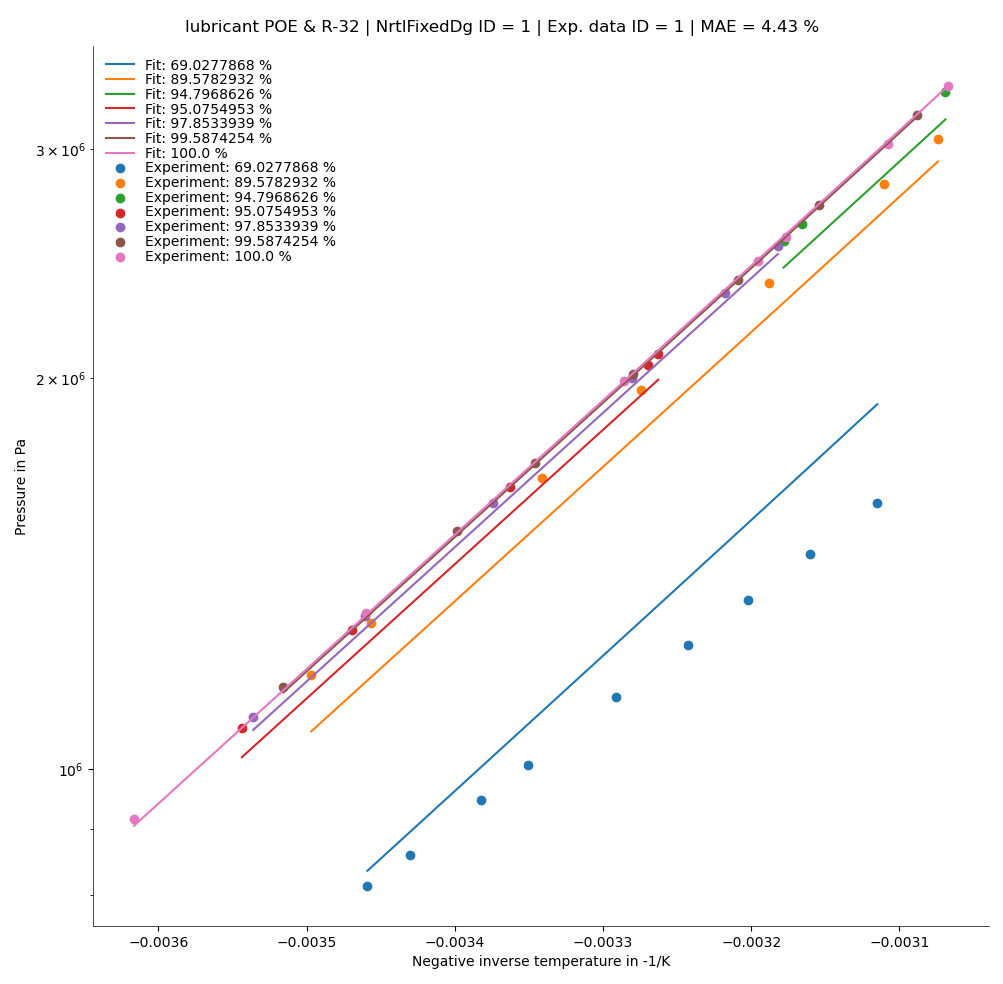 lubricant POE & R-32 | NrtlFixedDg ID = 1 | Exp. data ID = 1 | MAE = 4.43 %
Fit: 69.0277868 %
Fit: 89.5782932 %
Fit: 94.7968626 %
Fit: 95.0754953 %
Fit: 97.8533939 %
Fit: 99.5874254 %
Fit: 100.0 %
Experiment: 69.0277868 %
Experiment: 89.5782932 %
Experiment: 94.7968626 %
Experiment: 95.0754953 %
Experiment: 97.8533939 %
Experiment: 99.5874254 %
Experiment: 100.0 %
3 × 10⁶
2 × 10⁶
10⁶
Pressure in Pa
−0.0036 −0.0035 −0.0034 −0.0033 −0.0032 −0.0031
Negative inverse temperature in -1/K